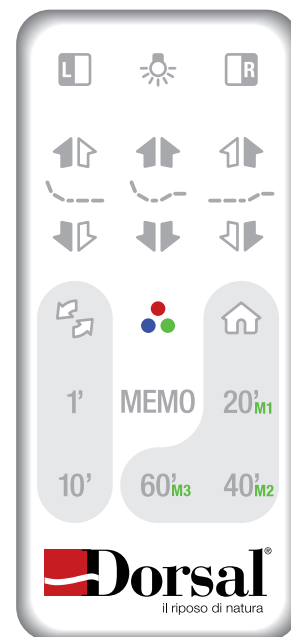 L R
1' MEMO 20'M1
10' 60'M3 40'M2
Dorsal®
il riposo di natura